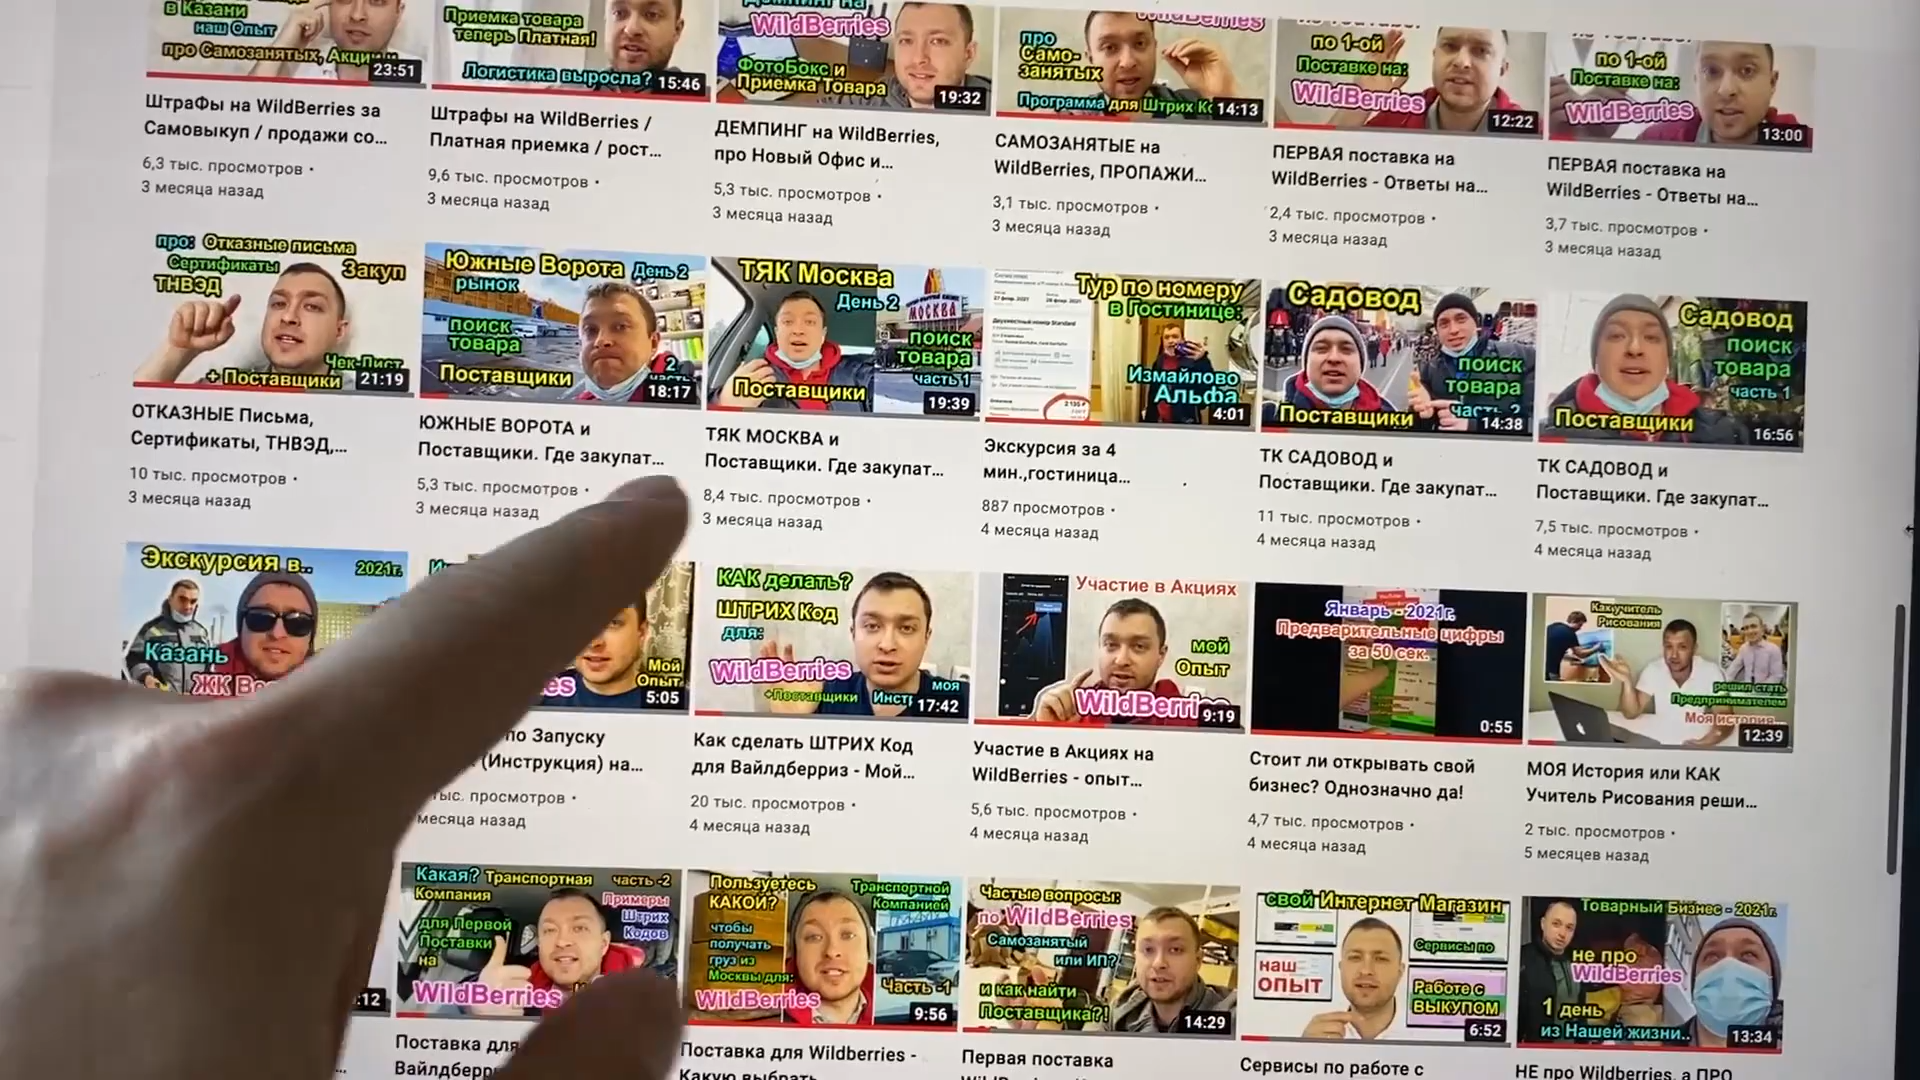 в Казани
наш Опыт
про Самозанятых, Акции и
23:51
Штрафы на WildBerries за
Самовыкуп / продажи со...
6,3 тыс. просмотров •
3 месяца назад
Приемка товара
теперь Платная!
Логистика выросла?
15:46
Штрафы на WildBerries /
Платная приемка / рост...
9,6 тыс. просмотров •
3 месяца назад
Демпинг на
WildBerries
ФотоБокс и
Приемка Товара
19:32
ДЕМПИНГ на WildBerries,
про Новый Офис и...
5,3 тыс. просмотров •
3 месяца назад
WildBerries
про
Само-
занятых
Программа для Штрих К
14:13
САМОЗАНЯТЫЕ на
WildBerries, ПРОПАЖИ...
3,1 тыс. просмотров •
3 месяца назад
из YouTube:
по 1-ой
Поставке на:
WildBerries
12:22
ПЕРВАЯ поставка на
WildBerries - Ответы на...
2,4 тыс. просмотров •
3 месяца назад
по 1-ой
Поставке на:
WildBerries
13:00
ПЕРВАЯ поставка на
WildBerries - Ответы на...
3,7 тыс. просмотров •
3 месяца назад
про: Отказные письма
Сертификаты Закуп
ТНВЭД
Чек-Лист
+ Поставщики
21:19
ОТКАЗНЫЕ Письма,
Сертификаты, ТНВЭД,...
10 тыс. просмотров •
3 месяца назад
Южные Ворота День 2
рынок
поиск
товара
2
часть
Поставщики
18:17
ЮЖНЫЕ ВОРОТА и
Поставщики. Где закупат...
5,3 тыс. просмотров •
3 месяца назад
ТЯК Москва
День 2
МОСКВА
поиск
товара
часть 1
Поставщики
19:39
ТЯК МОСКВА и
Поставщики. Где закупат...
8,4 тыс. просмотров •
3 месяца назад
Тур по номеру
в Гостинице:
Измайлово
Альфа
4:01
Экскурсия за 4
мин.,гостиница...
887 просмотров •
4 месяца назад
Садовод
поиск
товара
часть 2
Поставщики
14:38
ТК САДОВОД и
Поставщики. Где закупат...
11 тыс. просмотров •
4 месяца назад
Садовод
поиск
товара
часть 1
Поставщики
16:56
ТК САДОВОД и
Поставщики. Где закупат...
7,5 тыс. просмотров •
4 месяца назад
Экскурсия в.. 2021г.
Казань
ЖК
Мой
Опыт
5:05
по Запуску
(Инструкция) на...
тыс. просмотров •
месяца назад
КАК делать?
ШТРИХ Код
для:
WildBerries
+Поставщики
моя
Инст
17:42
Как сделать ШТРИХ Код
для Вайлдберриз - Мой...
20 тыс. просмотров •
4 месяца назад
Участие в Акциях
мой
Опыт
WildBerri
9:19
Участие в Акциях на
WildBerries - опыт...
5,6 тыс. просмотров •
4 месяца назад
Январь - 2021г.
Предварительные цифры
за 50 сек.
0:55
Стоит ли открывать свой
бизнес? Однозначно да!
4,7 тыс. просмотров •
4 месяца назад
Как учитель
Рисования
решил стать
Предпринимателем
Моя история...
12:39
МОЯ История или КАК
Учитель Рисования реши...
2 тыс. просмотров •
5 месяцев назад
:12
Какая? Транспортная часть -2
Компания
Примеры
Штрих
Кодов
для Первой
Поставки
на
WildBerries
Поставка для
Вайлдберр
Пользуетесь
КАКОЙ?
Транспортной
Компанией
чтобы
получать
груз из
Москвы для:
WildBerries
Часть -1
9:56
Поставка для Wildberries -
Какую выбрать
Частые вопросы:
по WildBerries
Самозанятый
или ИП?
и как найти
Поставщика?!
14:29
Первая поставка
свой Интернет Магазин
Сервисы по
наш
опыт
Работе с
ВЫКУПОМ
6:52
Сервисы по работе с
Товарный Бизнес - 2021г.
не про
WildBerries
1 день
из Нашей жизни..
13:34
НЕ про Wildberries, а ПРО